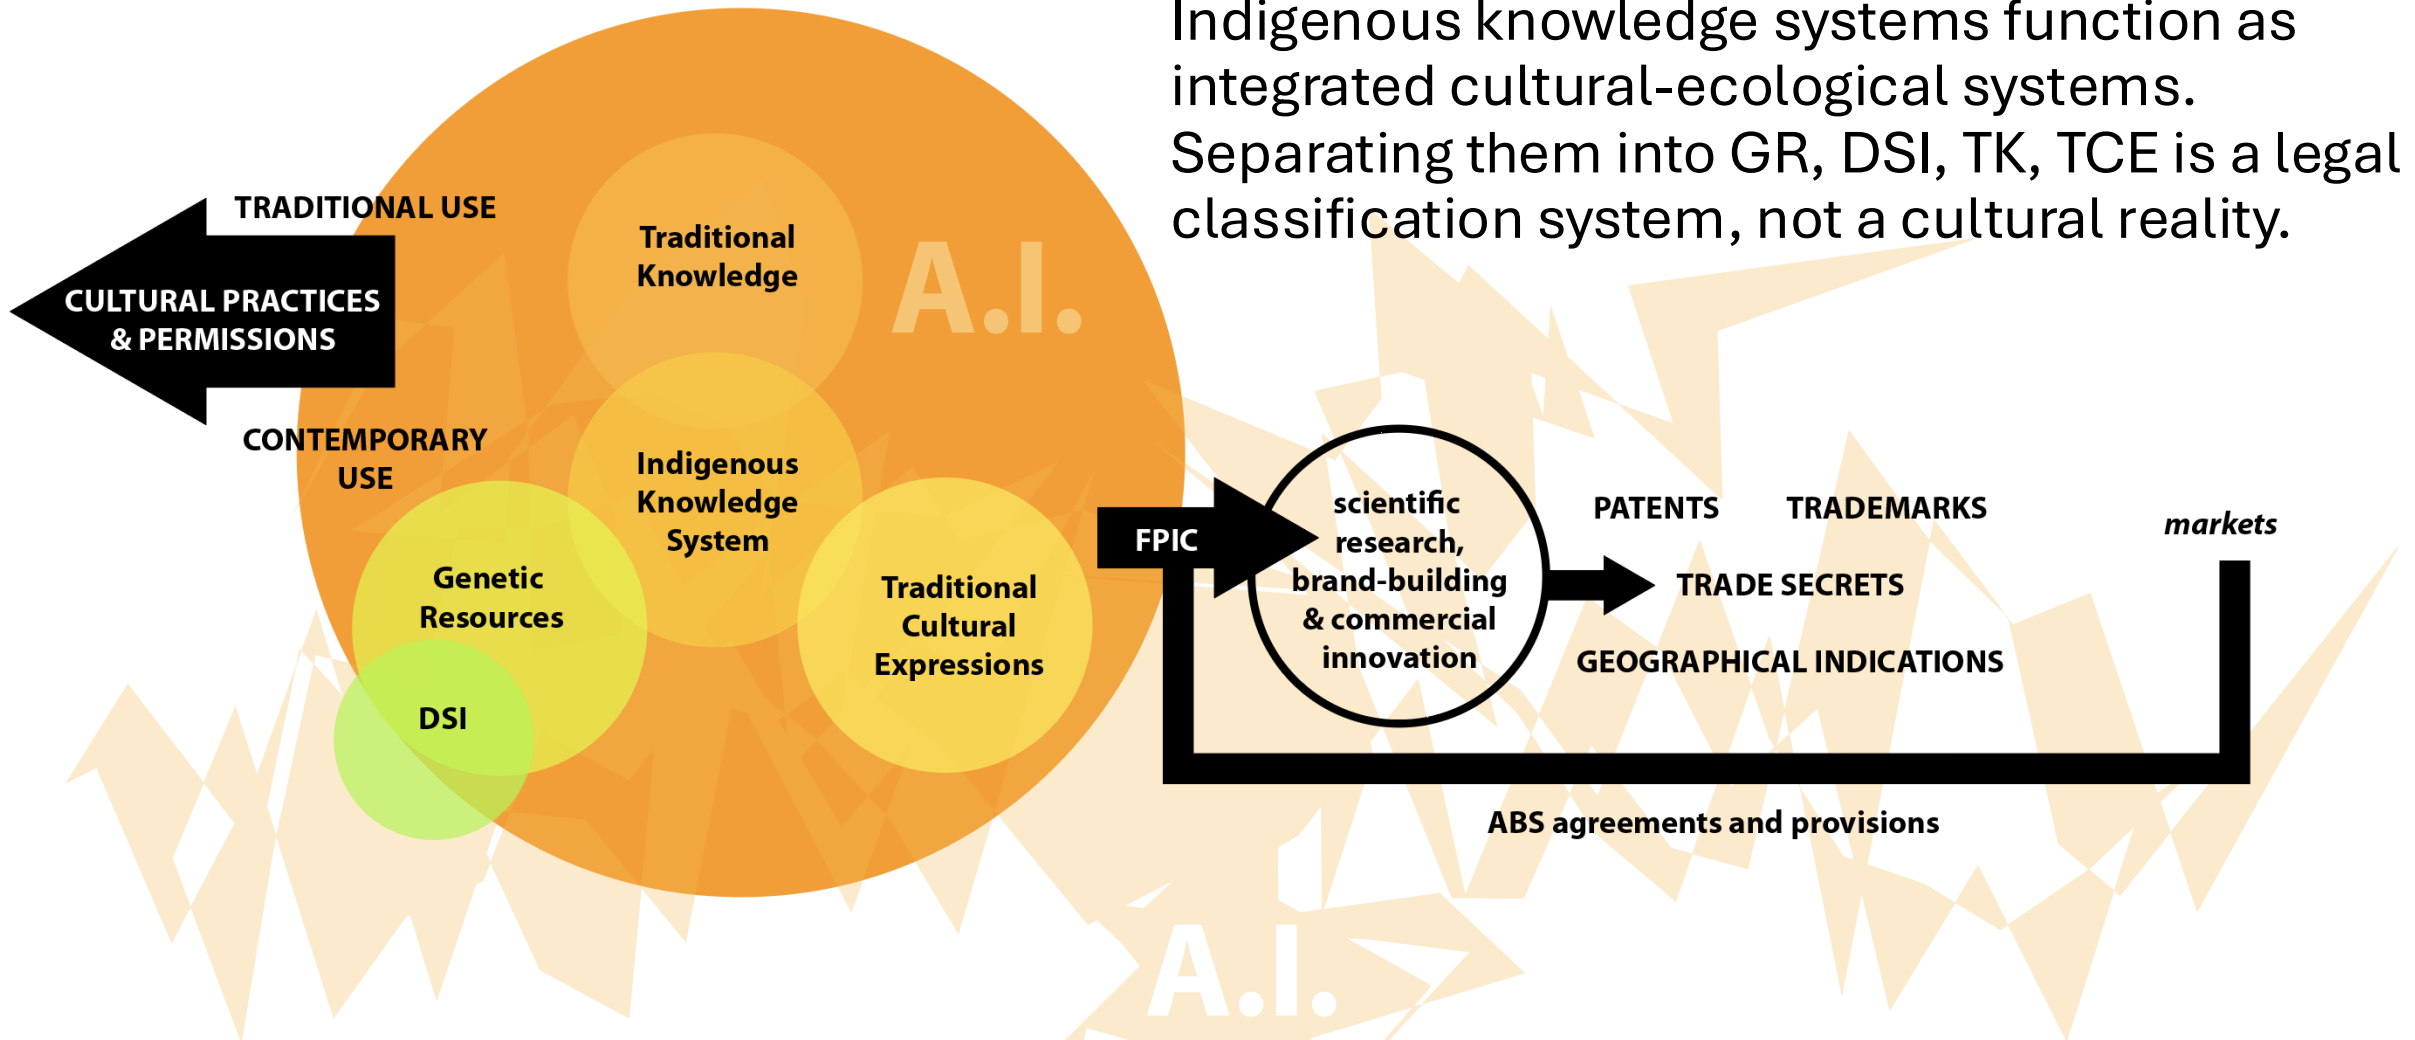 Indigenous knowledge systems function as
integrated cultural-ecological systems.
Separating them into GR, DSI, TK, TCE is a legal
classification system, not a cultural reality.
TRADITIONAL USE
CULTURAL PRACTICES
& PERMISSIONS
CONTEMPORARY
USE
Traditional
Knowledge
A.I.
Indigenous
Knowledge
System
Genetic
Resources
DSI
Traditional
Cultural
Expressions
FPIC
scientific
research,
brand-building
& commercial
innovation
PATENTS
TRADEMARKS
TRADE SECRETS
GEOGRAPHICAL INDICATIONS
markets
ABS agreements and provisions
A.I.